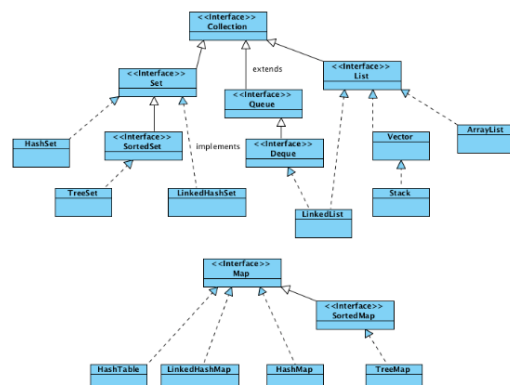 <<Interface>>
Collection
<<Interface>>
Set
extends
<<Interface>>
List
<<Interface>>
Queue
HashSet
<<Interface>>
SortedSet
implements
<<Interface>>
Deque
Vector
ArrayList
TreeSet
LinkedHashSet
LinkedList
Stack
<<Interface>>
Map
<<Interface>>
SortedMap
HashTable
LinkedHashMap
HashMap
TreeMap